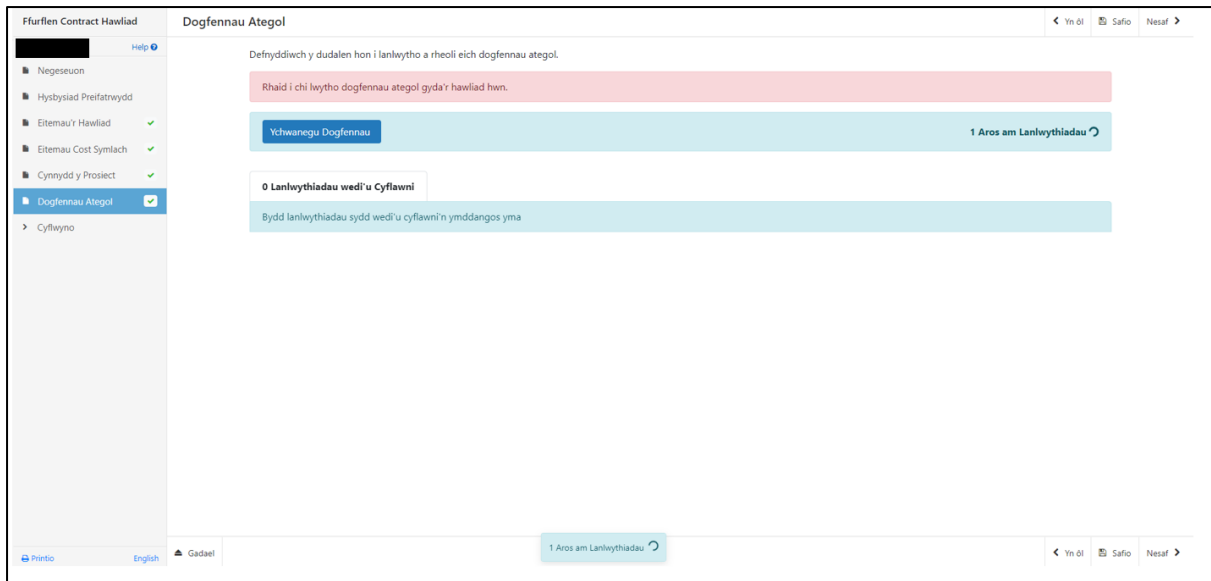 Ffurflen Contract Hawliad
Help
Negeseuon
Hysbysiad Preifatrwydd
Eitemau'r Hawliad
Eitemau Cost Symlach
Cynnydd y Prosiect
Dogfennau Ategol
Cyflwyno
Printio
English
Dogfennau Ategol
Yn ôl
Safio
Nesaf
Defnyddiwch y dudalen hon i lanlwytho a rheoli eich dogfennau ategol.
Rhaid i chi lwytho dogfennau ategol gyda'r hawliad hwn.
Ychwanegu Dogfennau
1 Aros am Lanlwythiadau
0 Lanlwythiadau wedi'u Cyflawni
Bydd lanlwythiadau sydd wedi'u cyflawni'n ymddangos yma
Gadael
1 Aros am Lanlwythiadau
Yn ôl
Safio
Nesaf